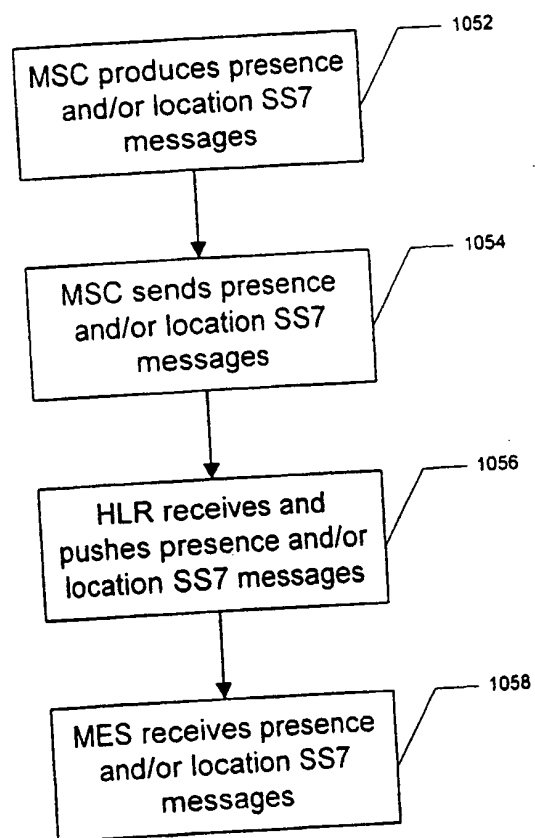 1052
MSC produces presence
and/or location SS7
messages
1054
MSC sends presence
and/or location SS7
messages
1056
HLR receives and
pushes presence and/or
location SS7 messages
1058
MES receives presence
and/or location SS7
messages